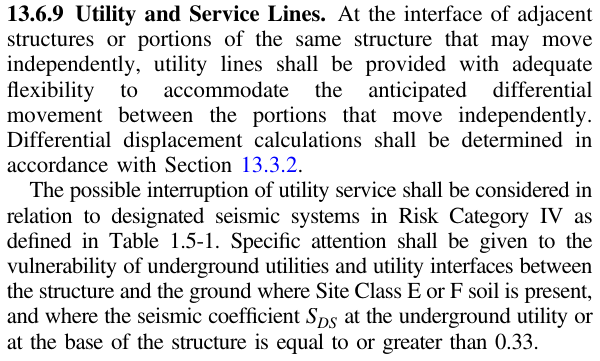 13.6.9 Utility and Service Lines. At the interface of adjacent
structures or portions of the same structure that may move
independently, utility lines shall be provided with adequate
flexibility to accommodate the anticipated differential
movement between the portions that move independently.
Differential displacement calculations shall be determined in
accordance with Section 13.3.2.
The possible interruption of utility service shall be considered in
relation to designated seismic systems in Risk Category IV as
defined in Table 1.5-1. Specific attention shall be given to the
vulnerability of underground utilities and utility interfaces between
the structure and the ground where Site Class E or F soil is present,
and where the seismic coefficient S_DS at the underground utility or
at the base of the structure is equal to or greater than 0.33.